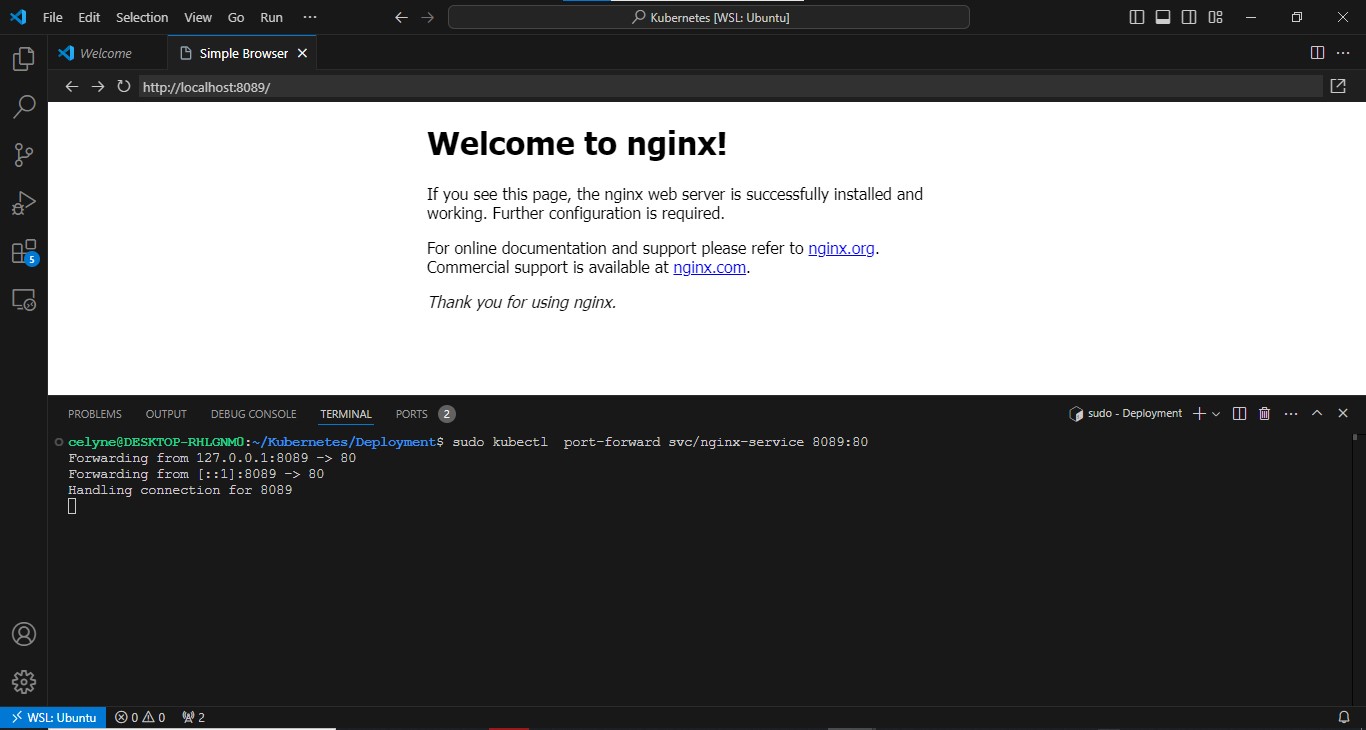 File Edit Selection View Go Run ···
Kubernetes [WSL: Ubuntu]
Welcome
Simple Browser
http://localhost:8089/
Welcome to nginx!
If you see this page, the nginx web server is successfully installed and
working. Further configuration is required.
For online documentation and support please refer to nginx.org.
Commercial support is available at nginx.com.
Thank you for using nginx.
5
PROBLEMS OUTPUT DEBUG CONSOLE TERMINAL PORTS 2
sudo - Deployment
celyne@DESKTOP-RHLGNMU:~/Kubernetes/Deployment$ sudo kubectl  port-forward svc/nginx-service 8089:80
Forwarding from 127.0.0.1:8089 -> 80
Forwarding from [::1]:8089 -> 80
Handling connection for 8089
WSL: Ubuntu 0 0 2